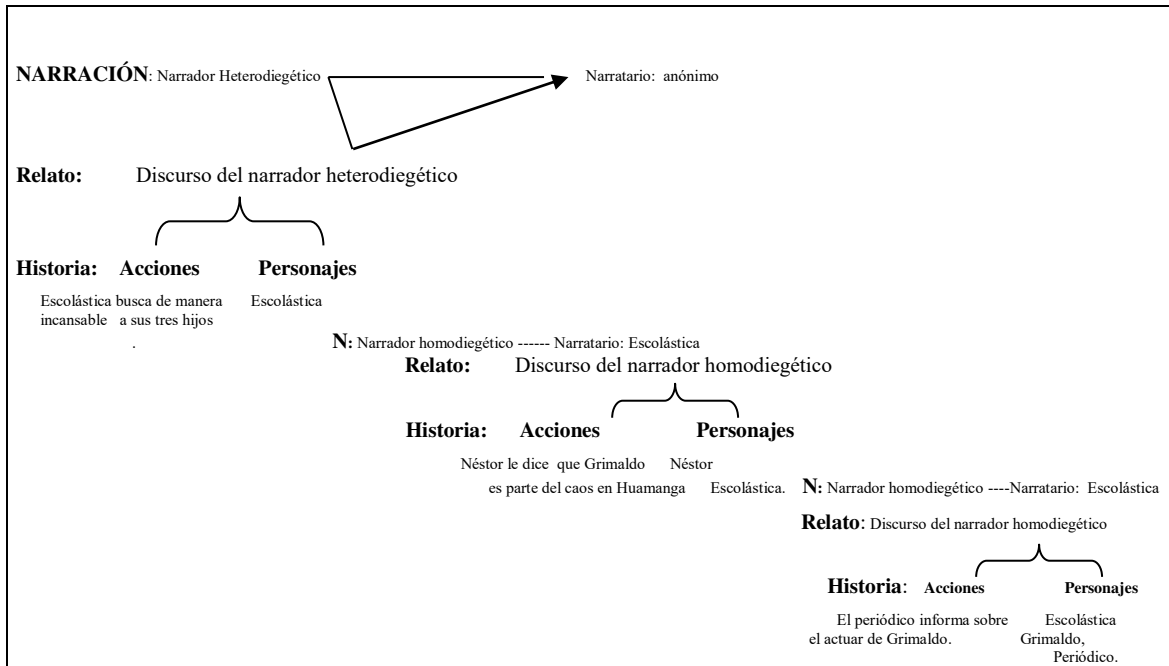 NARRACIÓN: Narrador Heterodiegético Narratario: anónimo
Relato: Discurso del narrador heterodiegético
Historia: Acciones Personajes
Escolástica busca de manera Escolástica
incansable a sus tres hijos
.
N: Narrador homodiegético ------ Narratario: Escolástica
Relato: Discurso del narrador homodiegético
Historia: Acciones Personajes
Néstor le dice que Grimaldo Néstor
es parte del caos en Huamanga Escolástica.
N: Narrador homodiegético ----Narratario: Escolástica
Relato: Discurso del narrador homodiegético
Historia: Acciones Personajes
El periódico informa sobre Escolástica
el actuar de Grimaldo. Grimaldo,
Periódico.